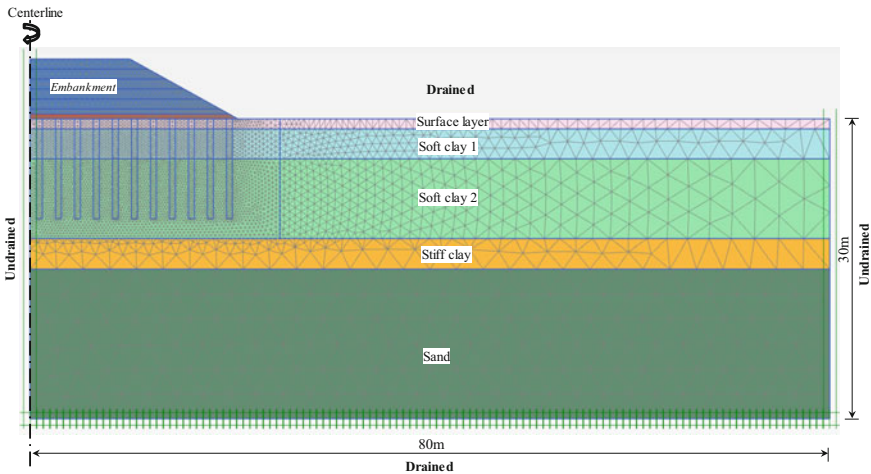 Centerline
Embankment
Drained
Surface layer
Soft clay 1
Soft clay 2
Stiff clay
Sand
Undrained
30m
Undrained
80m
Drained